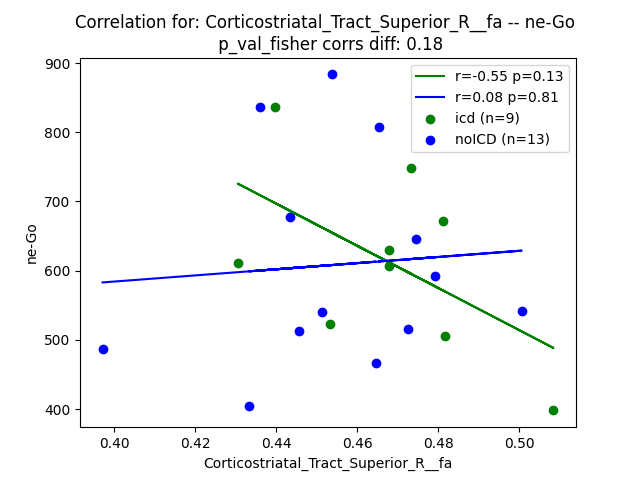 Correlation for: Corticostriatal_Tract_Superior_R__fa -- ne-Go
p_val_fisher corrs diff: 0.18
r=-0.55 p=0.13
r=0.08 p=0.81
icd (n=9)
noICD (n=13)
ne-Go
900
800
700
600
500
400
0.40 0.42 0.44 0.46 0.48 0.50
Corticostriatal_Tract_Superior_R__fa